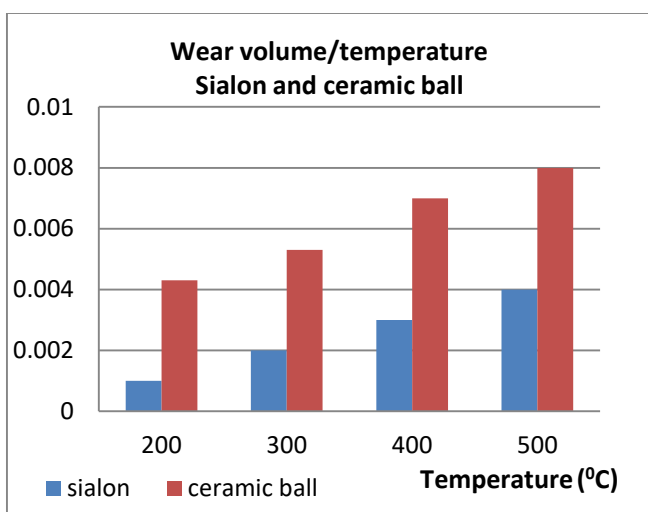 Wear volume/temperature
Sialon and ceramic ball
0.01
0.008
0.006
0.004
0.002
0
200 300 400 500
Temperature (⁰C)
sialon ceramic ball